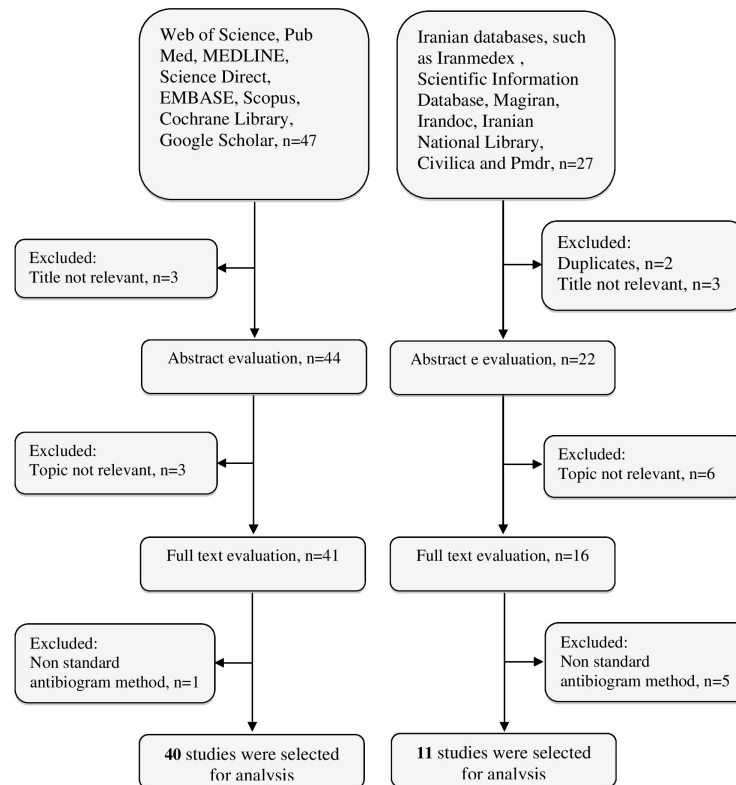 Web of Science, Pub
Med, MEDLINE,
Science Direct,
EMBASE, Scopus,
Cochrane Library,
Google Scholar, n=47
Iranian databases, such
as Iranmedex ,
Scientific Information
Database, Magiran,
Irandoc, Iranian
National Library,
Civilica and Pmdr, n=27
Excluded:
Title not relevant, n=3
Excluded:
Duplicates, n=2
Title not relevant, n=3
Abstract evaluation, n=44
Abstract e evaluation, n=22
Excluded:
Topic not relevant, n=3
Excluded:
Topic not relevant, n=6
Full text evaluation, n=41
Full text evaluation, n=16
Excluded:
Non standard
antibiogram method, n=1
Excluded:
Non standard
antibiogram method, n=5
40 studies were selected
for analysis
11 studies were selected
for analysis